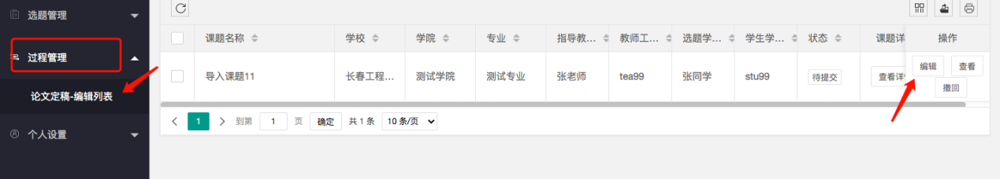 选题管理
过程管理
论文定稿-编辑列表
个人设置
课题名称 学校 学院 专业 指导教... 教师工... 选题学... 学生学... 状态 课题详 操作
导入课题11 长春工程... 测试学院 测试专业 张老师 tea99 张同学 stu99 待提交 查看详 编辑 查看
撤回
1 到第 1 页 确定 共 1 条 10 条/页